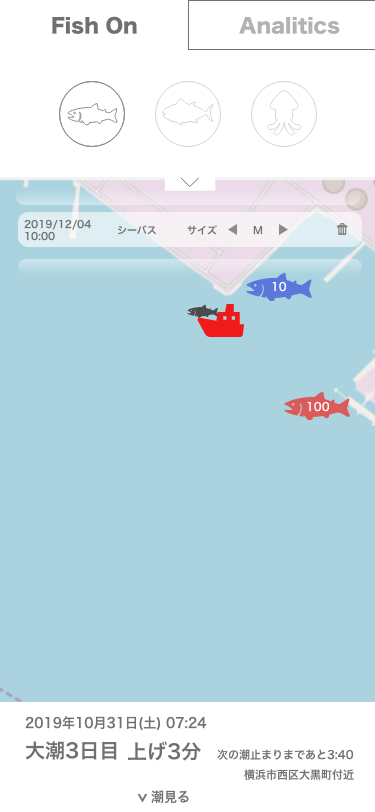 Fish On
Analitics
2019/12/04
10:00
シーバス サイズ M
10
100
2019年10月31日(土) 07:24
大潮3日目 上げ3分 次の潮止まりまであと3:40
横浜市西区大黒町付近
潮見る